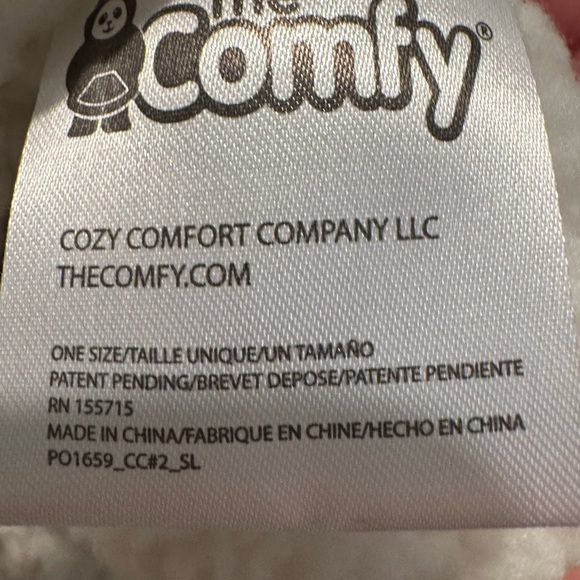 The
Comfy®
COZY COMFORT COMPANY LLC
THECOMFY.COM
ONE SIZE/TAILLE UNIQUE/UN TAMAÑO
PATENT PENDING/BREVET DEPOSE/PATENTE PENDIENTE
RN 155715
MADE IN CHINA/FABRIQUE EN CHINE/HECHO EN CHINA
PO1659_CC#2_SL